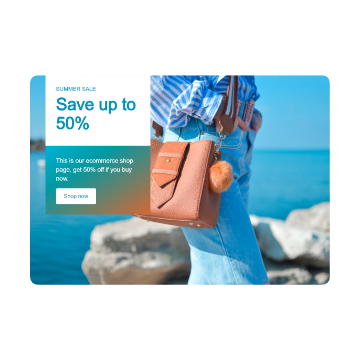 SUMMER SALE
Save up to
50%
This is our ecommerce shop
page, get 50% off if you buy
now.
Shop now